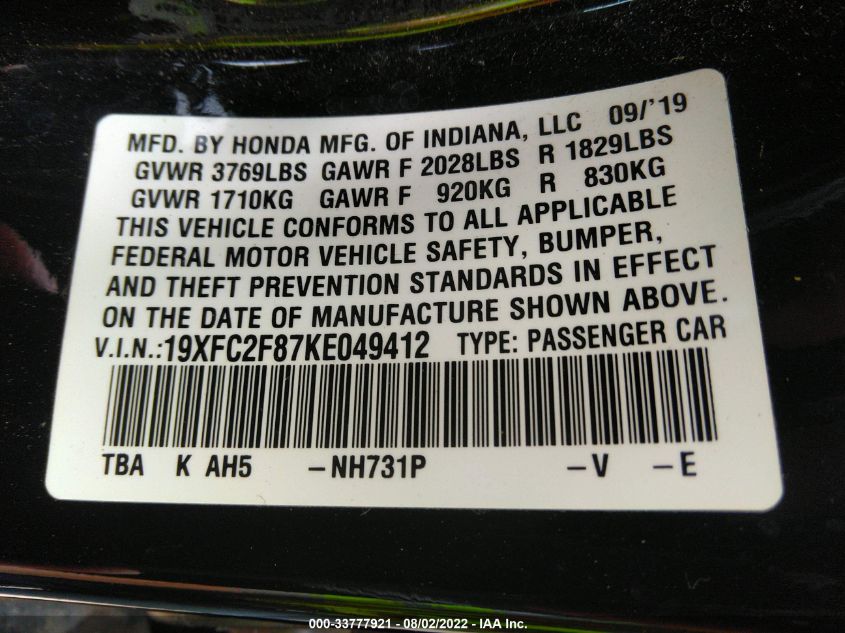 MFD. BY HONDA MFG. OF INDIANA, LLC 09/'19
GVWR 3769LBS GAWR F 2028LBS R 1829LBS
GVWR 1710KG GAWR F 920KG R 830KG
THIS VEHICLE CONFORMS TO ALL APPLICABLE
FEDERAL MOTOR VEHICLE SAFETY, BUMPER,
AND THEFT PREVENTION STANDARDS IN EFFECT
ON THE DATE OF MANUFACTURE SHOWN ABOVE.
V.I.N.:19XFC2F87KE049412 TYPE: PASSENGER CAR
TBA K AH5 –NH731P –V –E
000-33777921 - 08/02/2022 - IAA Inc.